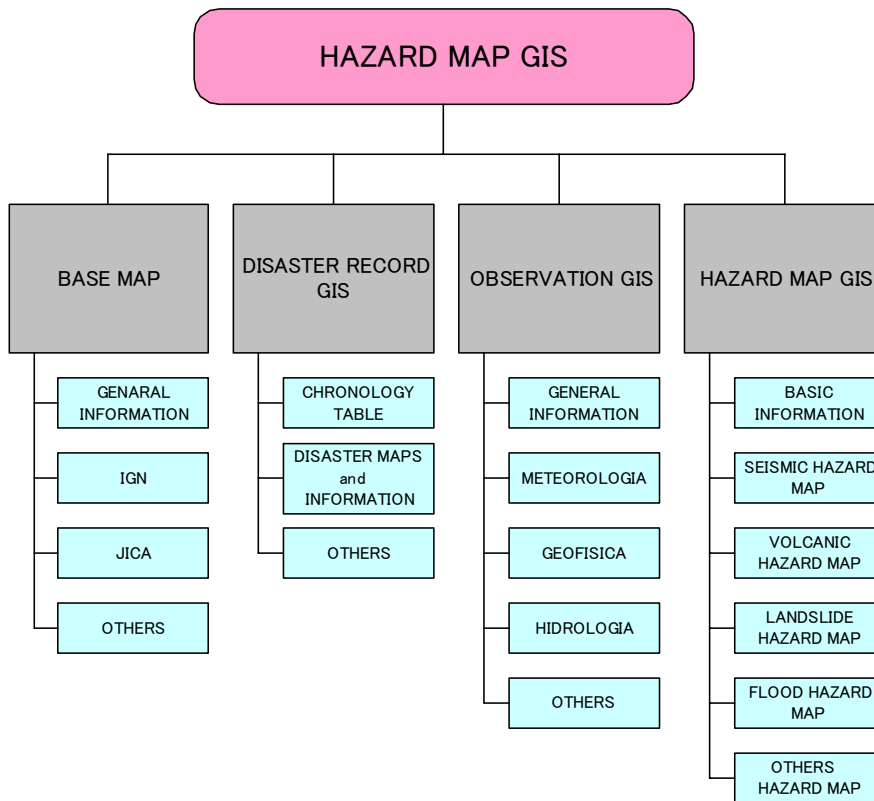 HAZARD MAP GIS
BASE MAP
GENARAL
INFORMATION
IGN
JICA
OTHERS
DISASTER RECORD
GIS
CHRONOLOGY
TABLE
DISASTER MAPS
and
INFORMATION
OTHERS
OBSERVATION GIS
GENERAL
INFORMATION
METEOROLOGIA
GEOFISICA
HIDROLOGIA
OTHERS
HAZARD MAP GIS
BASIC
INFORMATION
SEISMIC HAZARD
MAP
VOLCANIC
HAZARD MAP
LANDSLIDE
HAZARD MAP
FLOOD HAZARD
MAP
OTHERS
HAZARD MAP